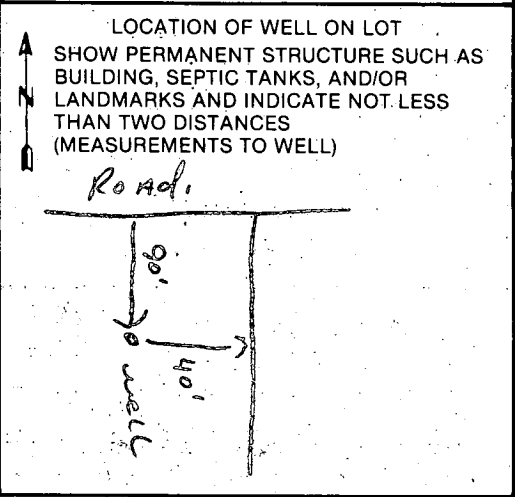 LOCATION OF WELL ON LOT
SHOW PERMANENT STRUCTURE SUCH AS
BUILDING, SEPTIC TANKS, AND/OR
N
LANDMARKS AND INDICATE NOT LESS
THAN TWO DISTANCES
(MEASUREMENTS TO WELL)
Road.
90'
40'
well